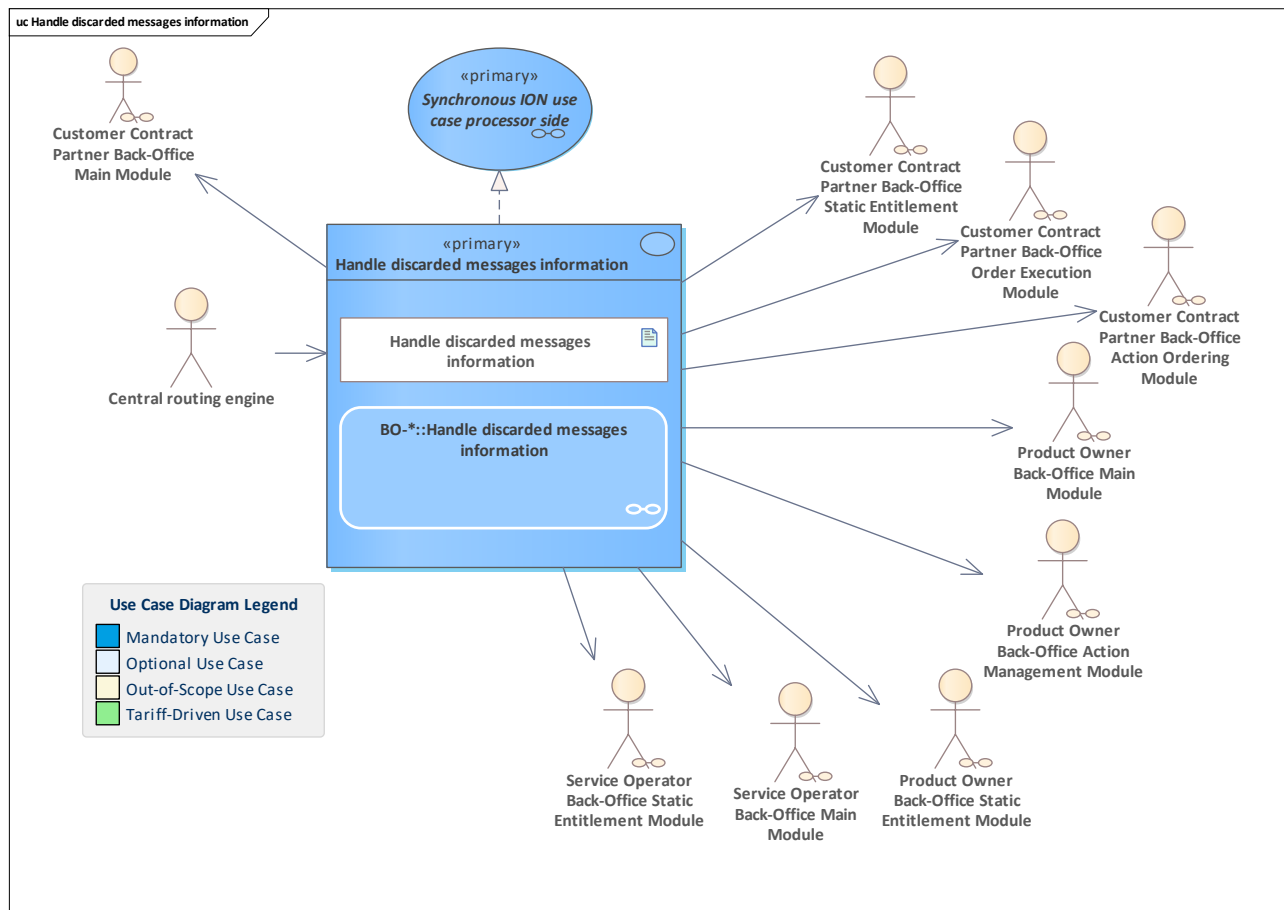 uc Handle discarded messages information
«primary»
Synchronous ION use
case processor side
Customer Contract
Partner Back-Office
Main Module
Customer Contract
Partner Back-Office
Static Entitlement
Module
Customer Contract
Partner Back-Office
Order Execution
Module
«primary»
Handle discarded messages information
Customer Contract
Partner Back-Office
Action Ordering
Module
Central routing engine
Handle discarded messages
information
BO-*::Handle discarded messages
information
Product Owner
Back-Office Main
Module
Product Owner
Back-Office Action
Management Module
Use Case Diagram Legend
Mandatory Use Case
Optional Use Case
Out-of-Scope Use Case
Tariff-Driven Use Case
Service Operator
Back-Office Static
Entitlement Module
Service Operator
Back-Office Main
Module
Product Owner
Back-Office Static
Entitlement Module